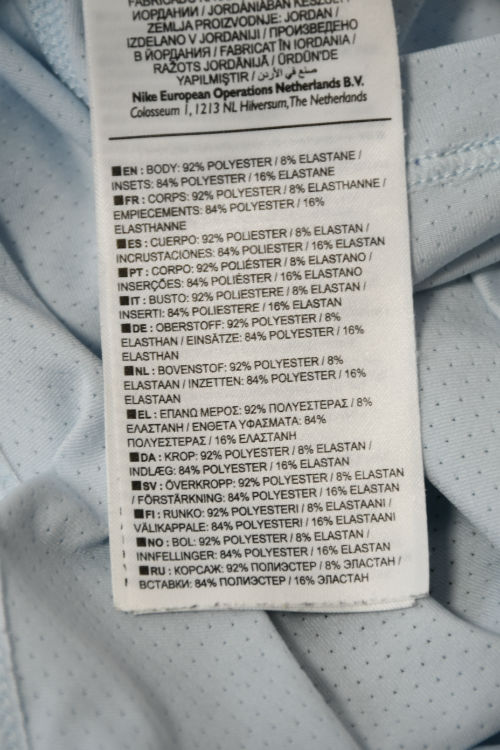 ИОРДАНИИ / JORDÁNIÁBAN KÉSZÜLT /
ZEMLJA PROIZVODNJE: JORDAN /
IZDELANO V JORDANIJI / ПРОИЗВЕДЕНО
В ЙОРДАНИЯ / FABRICAT ÎN IORDANIA /
RAŽOTS JORDĀNIJĀ / ÜRDÜN'DE
YAPILMIŞTIR / صنع في الأردن
Nike European Operations Netherlands B.V.
Colosseum 1, 1213 NL Hilversum, The Netherlands
EN : BODY: 92% POLYESTER / 8% ELASTANE /
INSETS: 84% POLYESTER / 16% ELASTANE
FR : CORPS: 92% POLYESTER / 8% ELASTHANNE /
EMPIECEMENTS: 84% POLYESTER / 16%
ELASTHANNE
ES : CUERPO: 92% POLIESTER / 8% ELASTAN /
INCRUSTACIONES: 84% POLIESTER / 16% ELASTAN
PT : CORPO: 92% POLIÉSTER / 8% ELASTANO /
INSERÇÕES: 84% POLIÉSTER / 16% ELASTANO
IT : BUSTO: 92% POLIESTERE / 8% ELASTAN /
INSERTI: 84% POLIESTERE / 16% ELASTAN
DE : OBERSTOFF: 92% POLYESTER / 8%
ELASTHAN / EINSÄTZE: 84% POLYESTER / 16%
ELASTHAN
NL : BOVENSTOF: 92% POLYESTER / 8%
ELASTAAN / INZETTEN: 84% POLYESTER / 16%
ELASTAAN
EL : ΕΠΑΝΩ ΜΕΡΟΣ: 92% ΠΟΛΥΕΣΤΕΡΑΣ / 8%
ΕΛΑΣΤΑΝΗ / ΕΝΘΕΤΑ ΥΦΑΣΜΑΤΑ: 84%
ΠΟΛΥΕΣΤΕΡΑΣ / 16% ΕΛΑΣΤΑΝΗ
DA : KROP: 92% POLYESTER / 8% ELASTAN /
INDLÆG: 84% POLYESTER / 16% ELASTAN
SV : ÖVERKROPP: 92% POLYESTER / 8% ELASTAN
/ FÖRSTÄRKNING: 84% POLYESTER / 16% ELASTAN
FI : RUNKO: 92% POLYESTERI / 8% ELASTAANI /
VÄLIKAPPALE: 84% POLYESTERI / 16% ELASTAANI
NO : BOL: 92% POLYESTER / 8% ELASTAN /
INNFELLINGER: 84% POLYESTER / 16% ELASTAN
RU : КОРСАЖ: 92% ПОЛИЭСТЕР / 8% ЭЛАСТАН /
ВСТАВКИ: 84% ПОЛИЭСТЕР / 16% ЭЛАСТАН